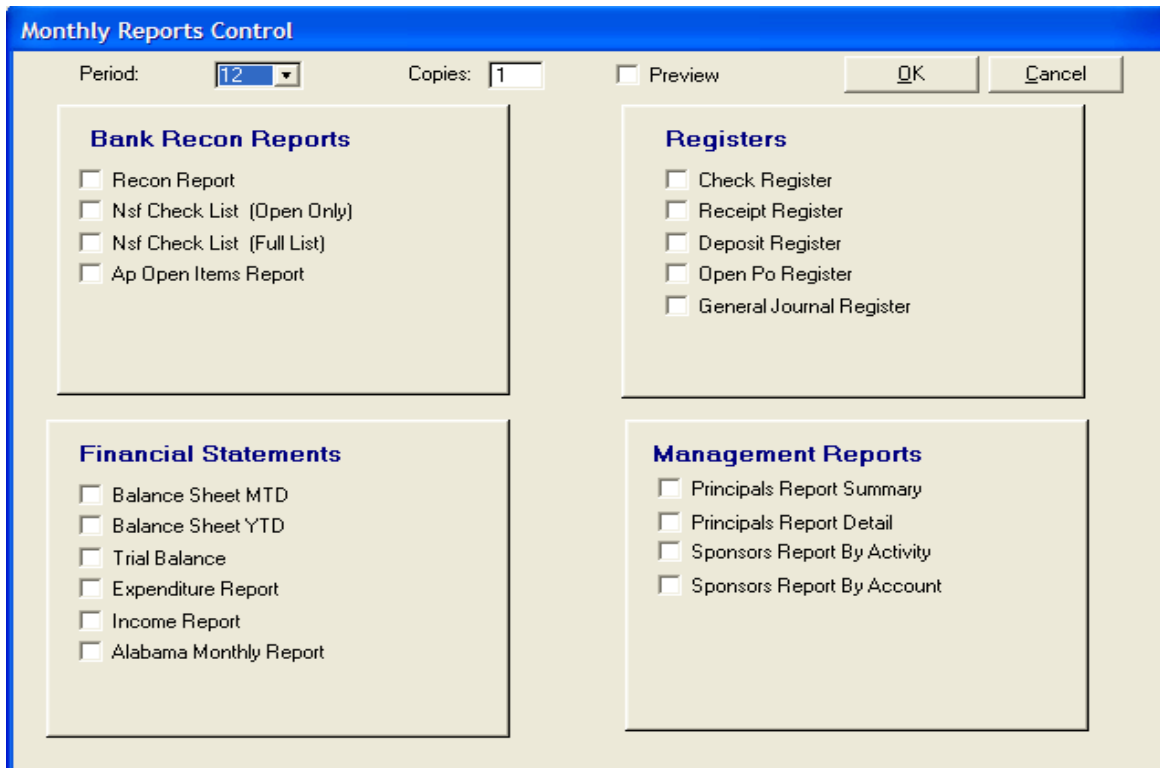 Monthly Reports Control
Period: 12 Copies: 1 Preview OK Cancel
Bank Recon Reports
Recon Report
Nsf Check List (Open Only)
Nsf Check List (Full List)
Ap Open Items Report
Registers
Check Register
Receipt Register
Deposit Register
Open Po Register
General Journal Register
Financial Statements
Balance Sheet MTD
Balance Sheet YTD
Trial Balance
Expenditure Report
Income Report
Alabama Monthly Report
Management Reports
Principals Report Summary
Principals Report Detail
Sponsors Report By Activity
Sponsors Report By Account